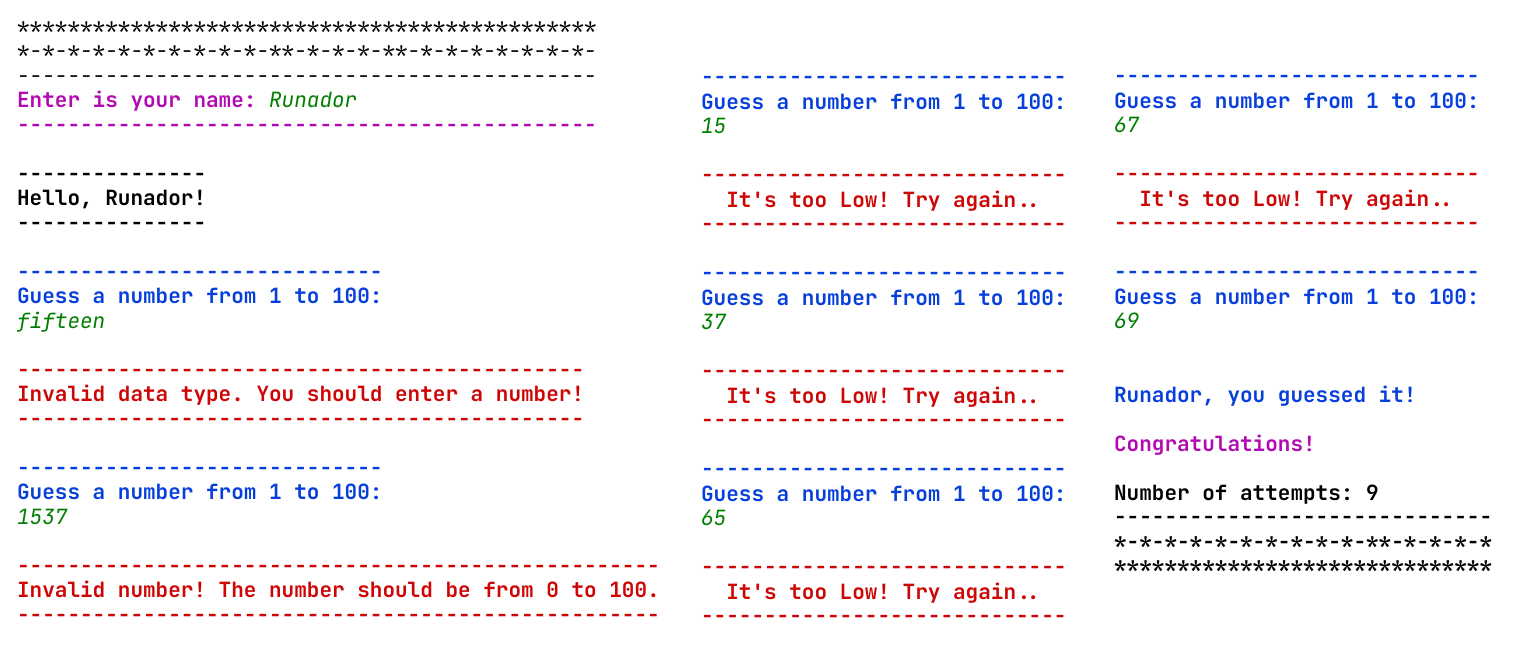 **********************************************
*-*-*-*-*-*-*-*-*-*-**-*-*-*-**-*-*-*-*-*-*-*-
----------------------------------------------
Enter is your name: Runador
----------------------------------------------
---------------
Hello, Runador!
---------------
-----------------------------
Guess a number from 1 to 100:
fifteen
---------------------------------------------
Invalid data type. You should enter a number!
---------------------------------------------
-----------------------------
Guess a number from 1 to 100:
1537
---------------------------------------------------
Invalid number! The number should be from 0 to 100.
---------------------------------------------------
-----------------------------
Guess a number from 1 to 100:
15
-----------------------------
It's too Low! Try again..
-----------------------------
-----------------------------
Guess a number from 1 to 100:
37
-----------------------------
It's too Low! Try again..
-----------------------------
-----------------------------
Guess a number from 1 to 100:
65
-----------------------------
It's too Low! Try again..
-----------------------------
-----------------------------
Guess a number from 1 to 100:
67
-----------------------------
It's too Low! Try again..
-----------------------------
-----------------------------
Guess a number from 1 to 100:
69
Runador, you guessed it!
Congratulations!
Number of attempts: 9
------------------------------
*-*-*-*-*-*-*-*-*-*-**-*-*-*-*
******************************